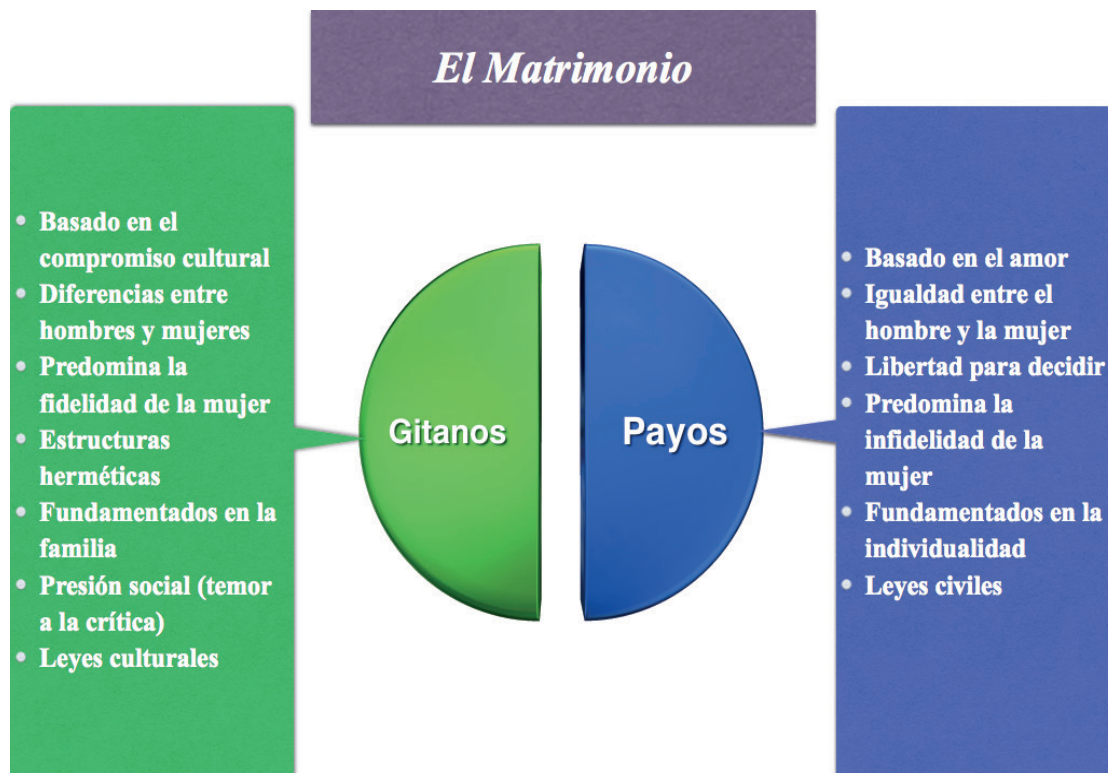 El Matrimonio
• Basado en el
compromiso cultural
• Diferencias entre
hombres y mujeres
• Predomina la
fidelidad de la mujer
• Estructuras
herméticas
• Fundamentados en la
familia
• Presión social (temor
a la crítica)
• Leyes culturales
Gitanos
Payos
• Basado en el amor
• Igualdad entre el
hombre y la mujer
• Libertad para decidir
• Predomina la
infidelidad de la
mujer
• Fundamentados en la
individualidad
• Leyes civiles